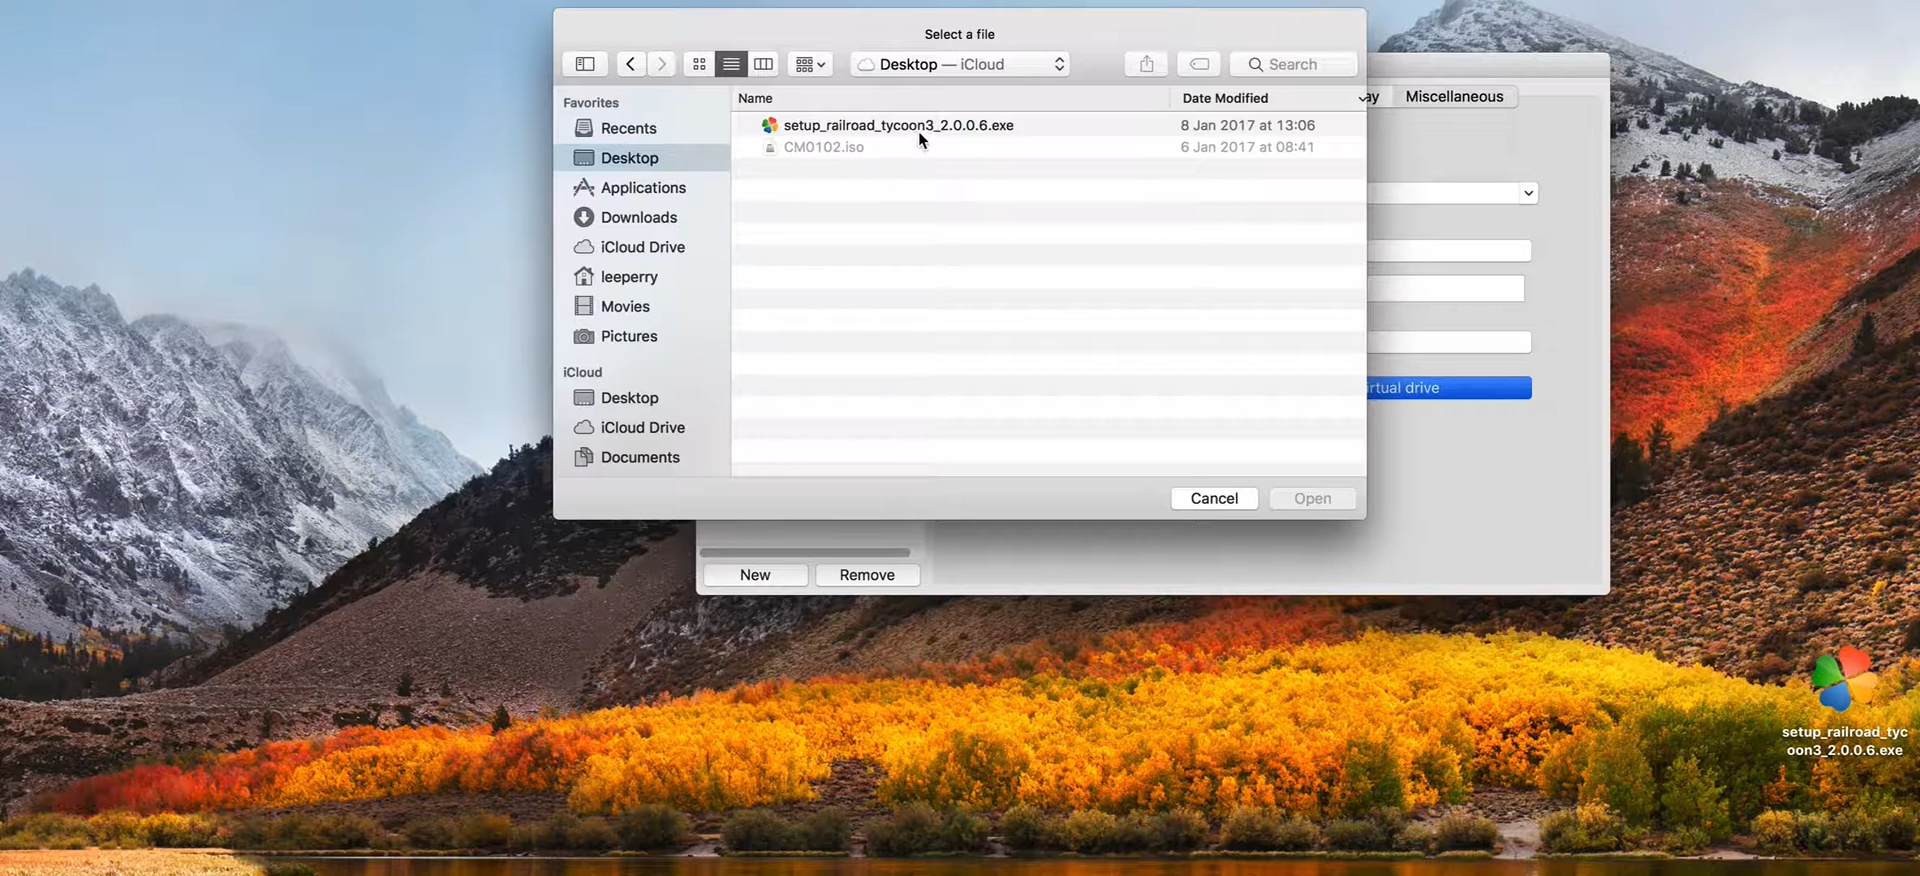 Select a file
Desktop — iCloud
Search
Favorites
Recents
Desktop
Applications
Downloads
iCloud Drive
leeperry
Movies
Pictures
iCloud
Desktop
iCloud Drive
Documents
Name
Date Modified
setup_railroad_tycoon3_2.0.0.6.exe
8 Jan 2017 at 13:06
CM0102.iso
6 Jan 2017 at 08:41
Cancel
Open
ay
Miscellaneous
irtual drive
New
Remove
setup_railroad_tyc
oon3_2.0.0.6.exe